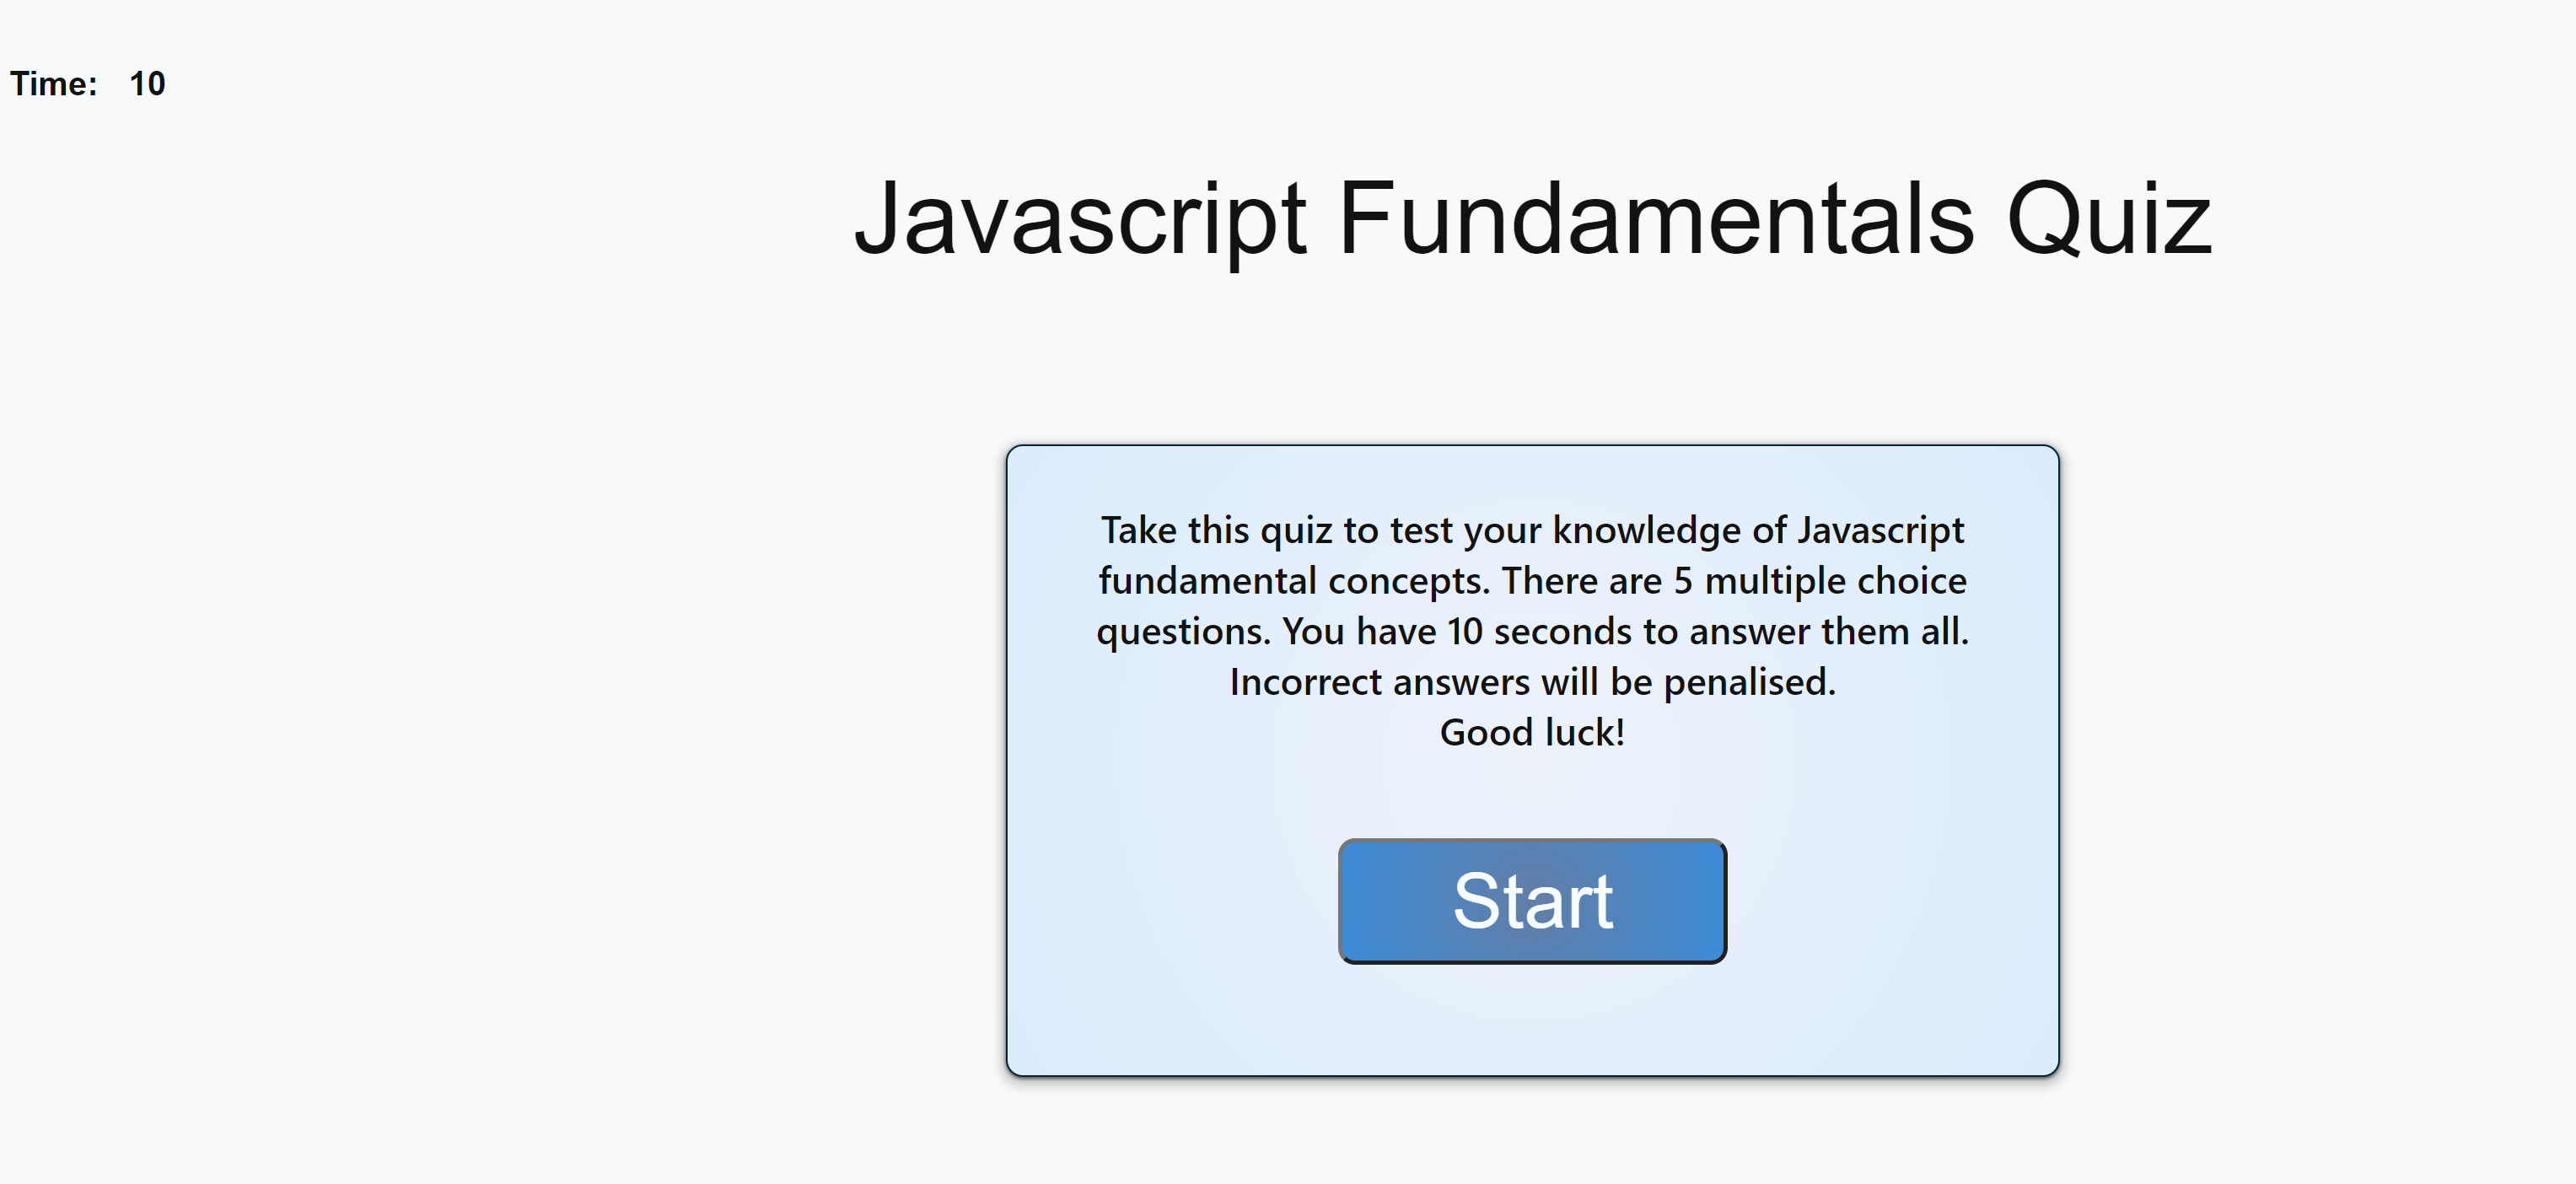 Time: 10
Javascript Fundamentals Quiz
Take this quiz to test your knowledge of Javascript
fundamental concepts. There are 5 multiple choice
questions. You have 10 seconds to answer them all.
Incorrect answers will be penalised.
Good luck!
Start